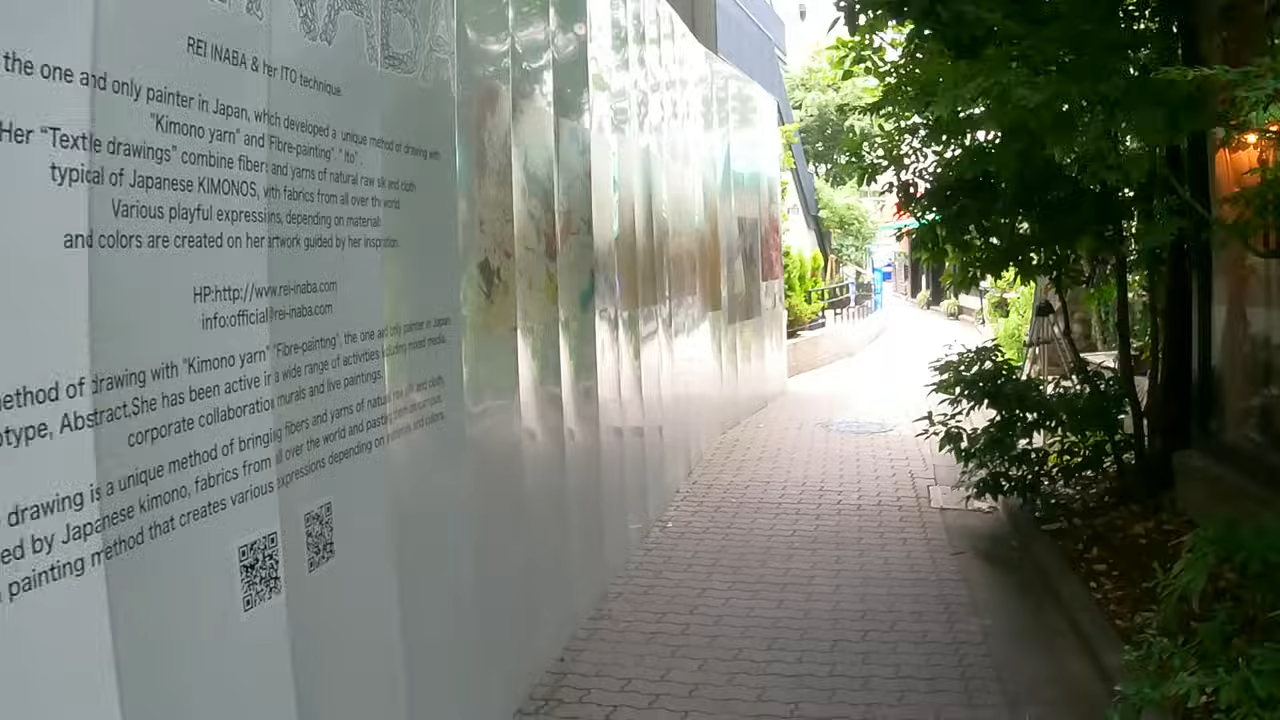 INABA
REI INABA & her ITO technique.
the one and only painter in Japan, which developed a unique method of drawing with
"Kimono yarn" and "Fibre-painting" "Ito".
Her "Textile drawings" combine fibers and yarns of natural raw silk and cloth
typical of Japanese KIMONOS, with fabrics from all over the world.
Various playful expressions, depending on materials
and colors are created on her artwork guided by her inspiration.
HP:http://www.rei-inaba.com
info:official@rei-inaba.com
method of drawing with "Kimono yarn" "Fibre-painting", the one and only painter in Japan
otype, Abstract.She has been active in a wide range of activities including mixed media,
corporate collaboration murals and live paintings.
drawing is a unique method of bringing fibers and yarns of natural raw silk and cloth,
ed by Japanese kimono, fabrics from all over the world and pasting them on canvas.
painting method that creates various expressions depending on materials and colors.